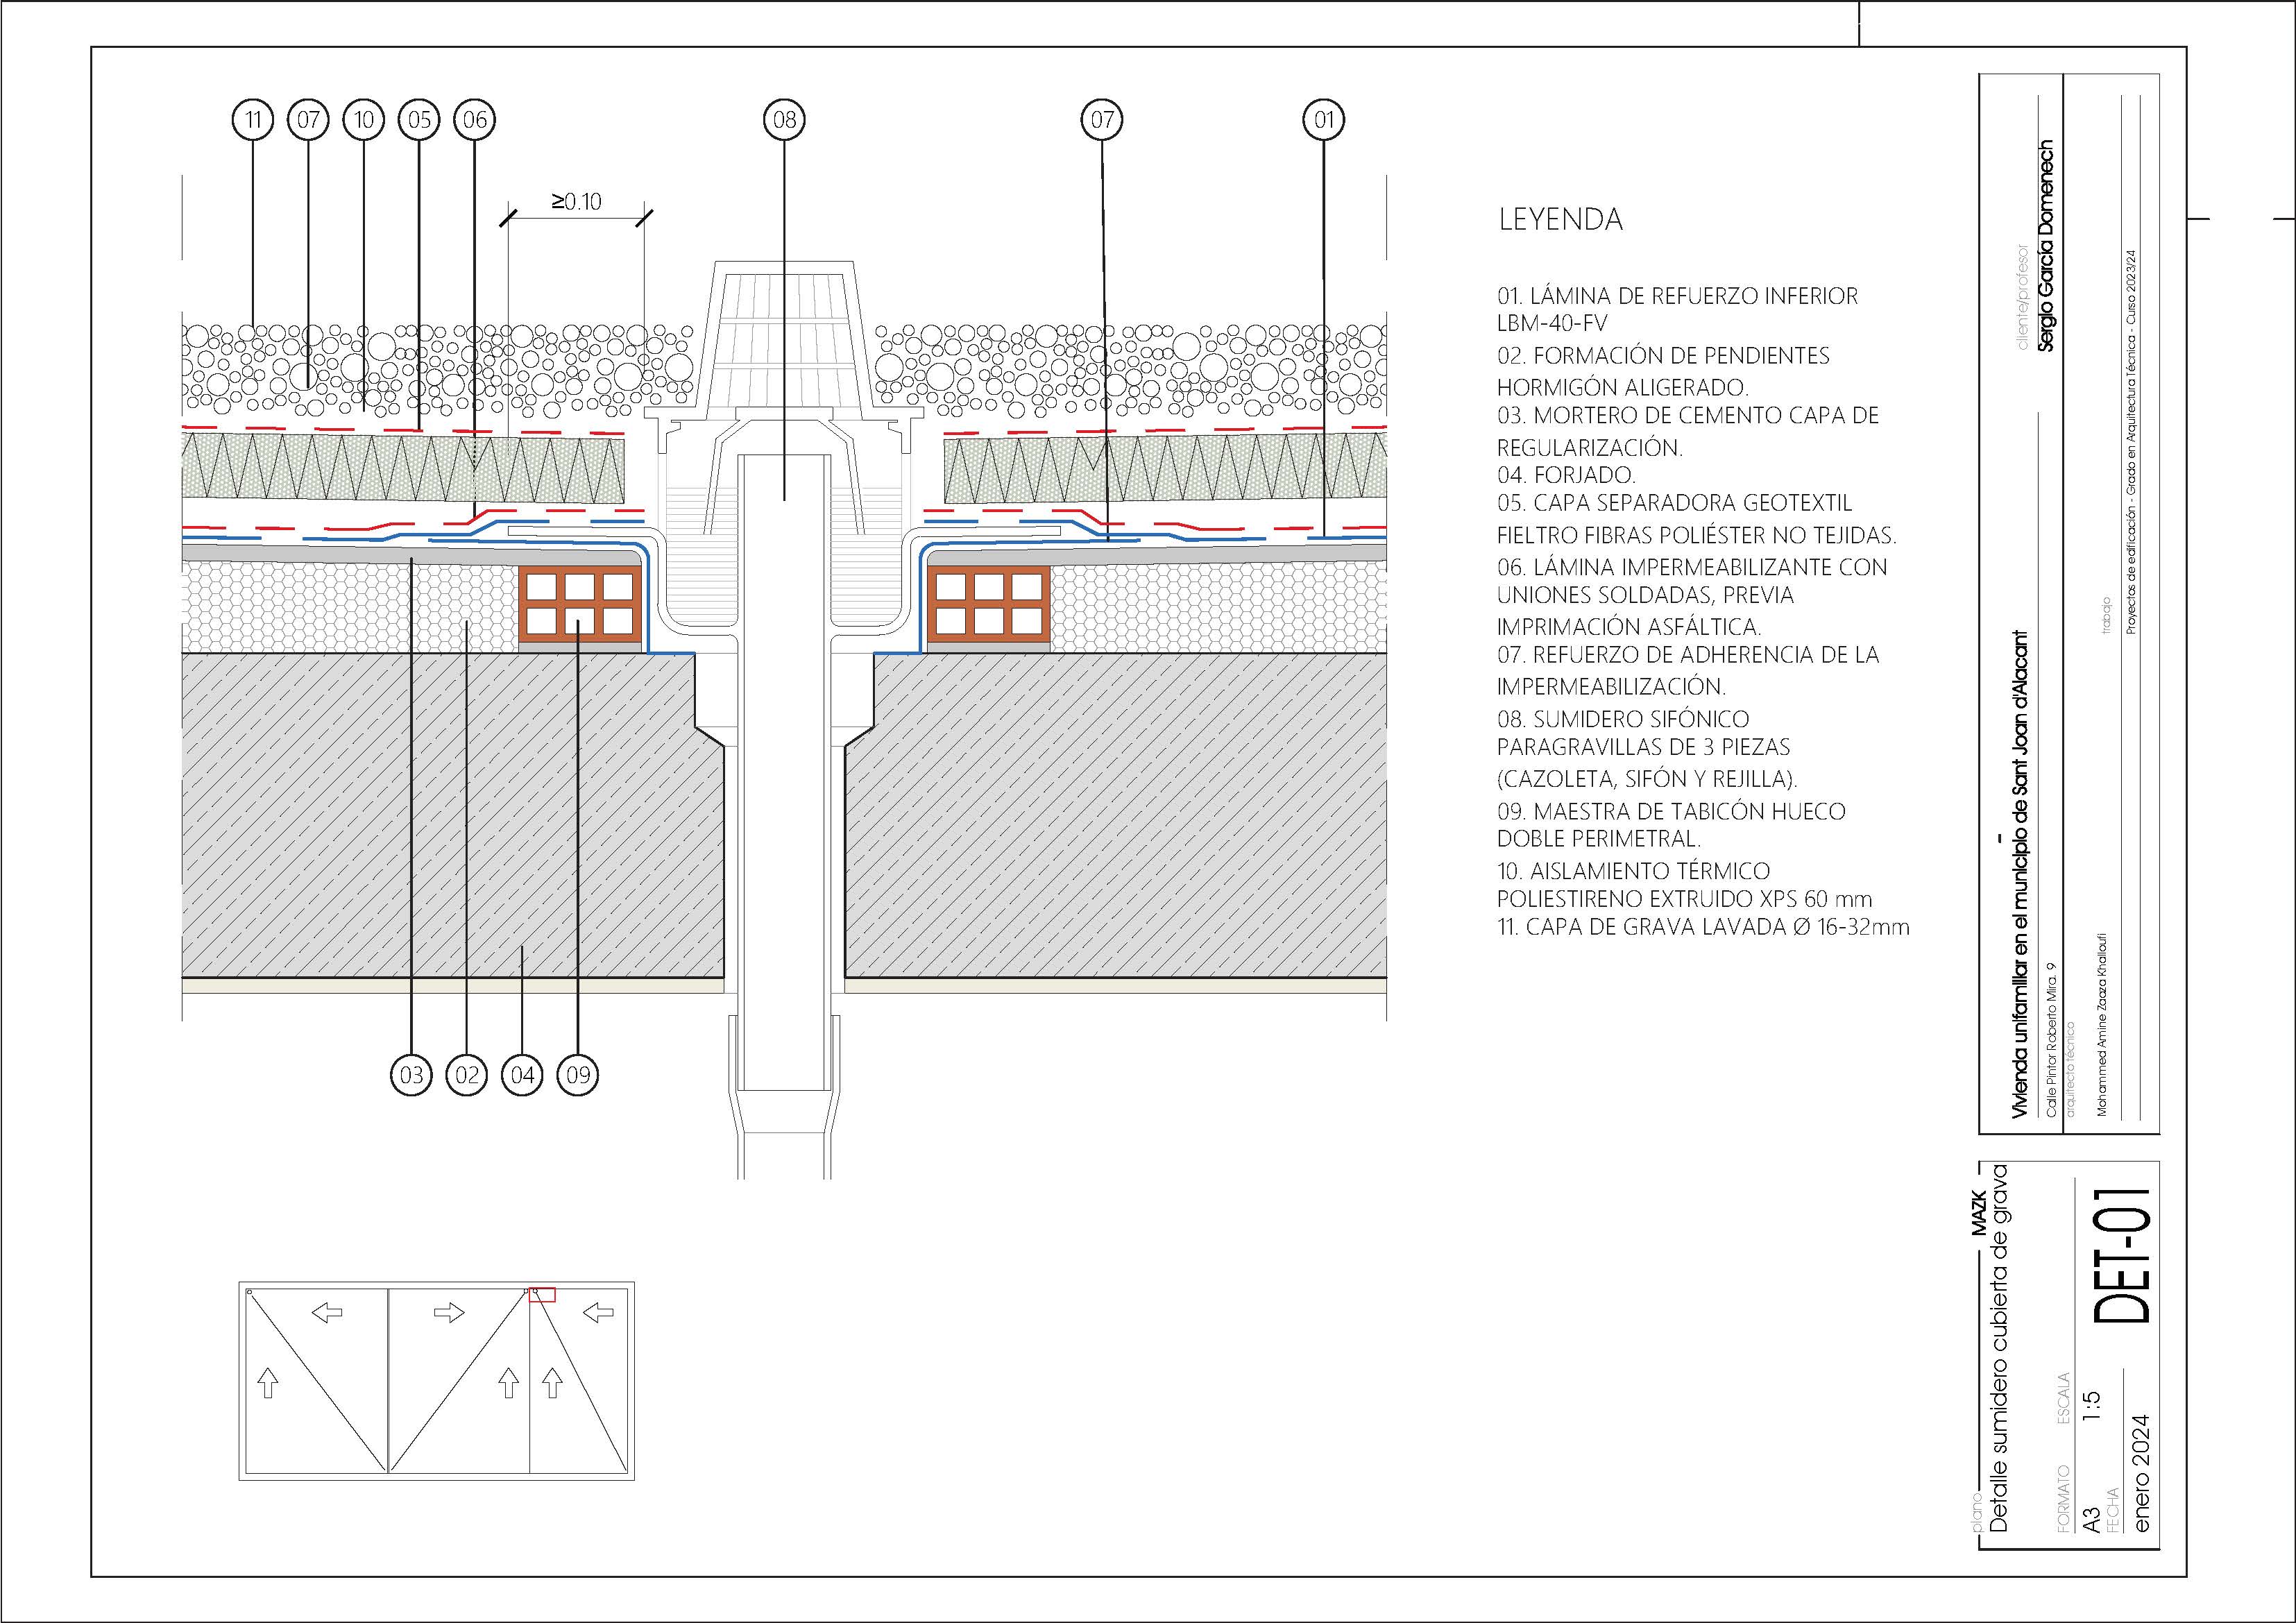 11 07 10 05 06 08 07 01
≥0.10
03 02 04 09
LEYENDA
01. LÁMINA DE REFUERZO INFERIOR
LBM-40-FV
02. FORMACIÓN DE PENDIENTES
HORMIGÓN ALIGERADO.
03. MORTERO DE CEMENTO CAPA DE
REGULARIZACIÓN.
04. FORJADO.
05. CAPA SEPARADORA GEOTEXTIL
FIELTRO FIBRAS POLIÉSTER NO TEJIDAS.
06. LÁMINA IMPERMEABILIZANTE CON
UNIONES SOLDADAS, PREVIA
IMPRIMACIÓN ASFÁLTICA.
07. REFUERZO DE ADHERENCIA DE LA
IMPERMEABILIZACIÓN.
08. SUMIDERO SIFÓNICO
PARAGRAVILLAS DE 3 PIEZAS
(CAZOLETA, SIFÓN Y REJILLA).
09. MAESTRA DE TABICÓN HUECO
DOBLE PERIMETRAL.
10. AISLAMIENTO TÉRMICO
POLIESTIRENO EXTRUIDO XPS 60 mm
11. CAPA DE GRAVA LAVADA Ø 16-32mm
cliente/profesor
Sergio García Domenech
-
Vivienda unifamiliar en el municipio de Sant Joan d'Alacant
Calle Pintor Roberto Mira. 9
arquitecto técnico
Mohammed Amine Zaaza Khalloufi
trabajo
Proyectos de edificación - Grado en Arquitectura Técnica - Curso 2023/24
plano
MAZK
Detalle sumidero cubierta de grava
FORMATO
A3
ESCALA
1:5
FECHA
enero 2024
DET-01